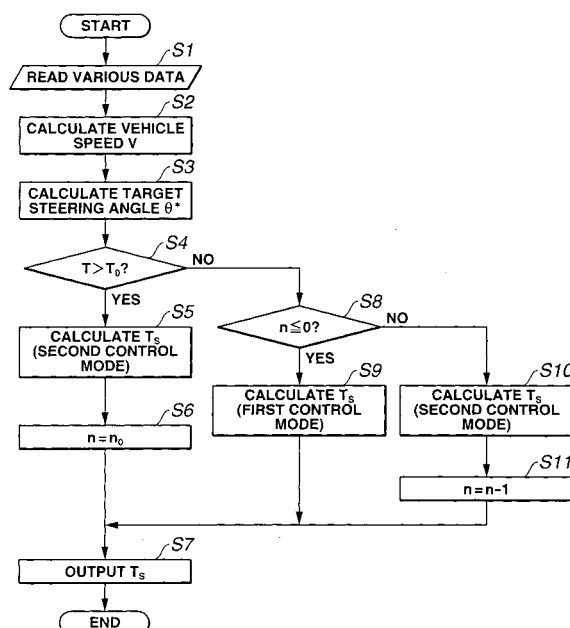 START
S1
READ VARIOUS DATA
S2
CALCULATE VEHICLE
SPEED V
S3
CALCULATE TARGET
STEERING ANGLE θ*
S4
T>T₀?
NO
YES
S5
CALCULATE Tₛ
(SECOND CONTROL
MODE)
S6
n=n₀
S8
n≦0?
NO
YES
S9
CALCULATE Tₛ
(FIRST CONTROL
MODE)
S10
CALCULATE Tₛ
(SECOND CONTROL
MODE)
S11
n=n-1
S7
OUTPUT Tₛ
END